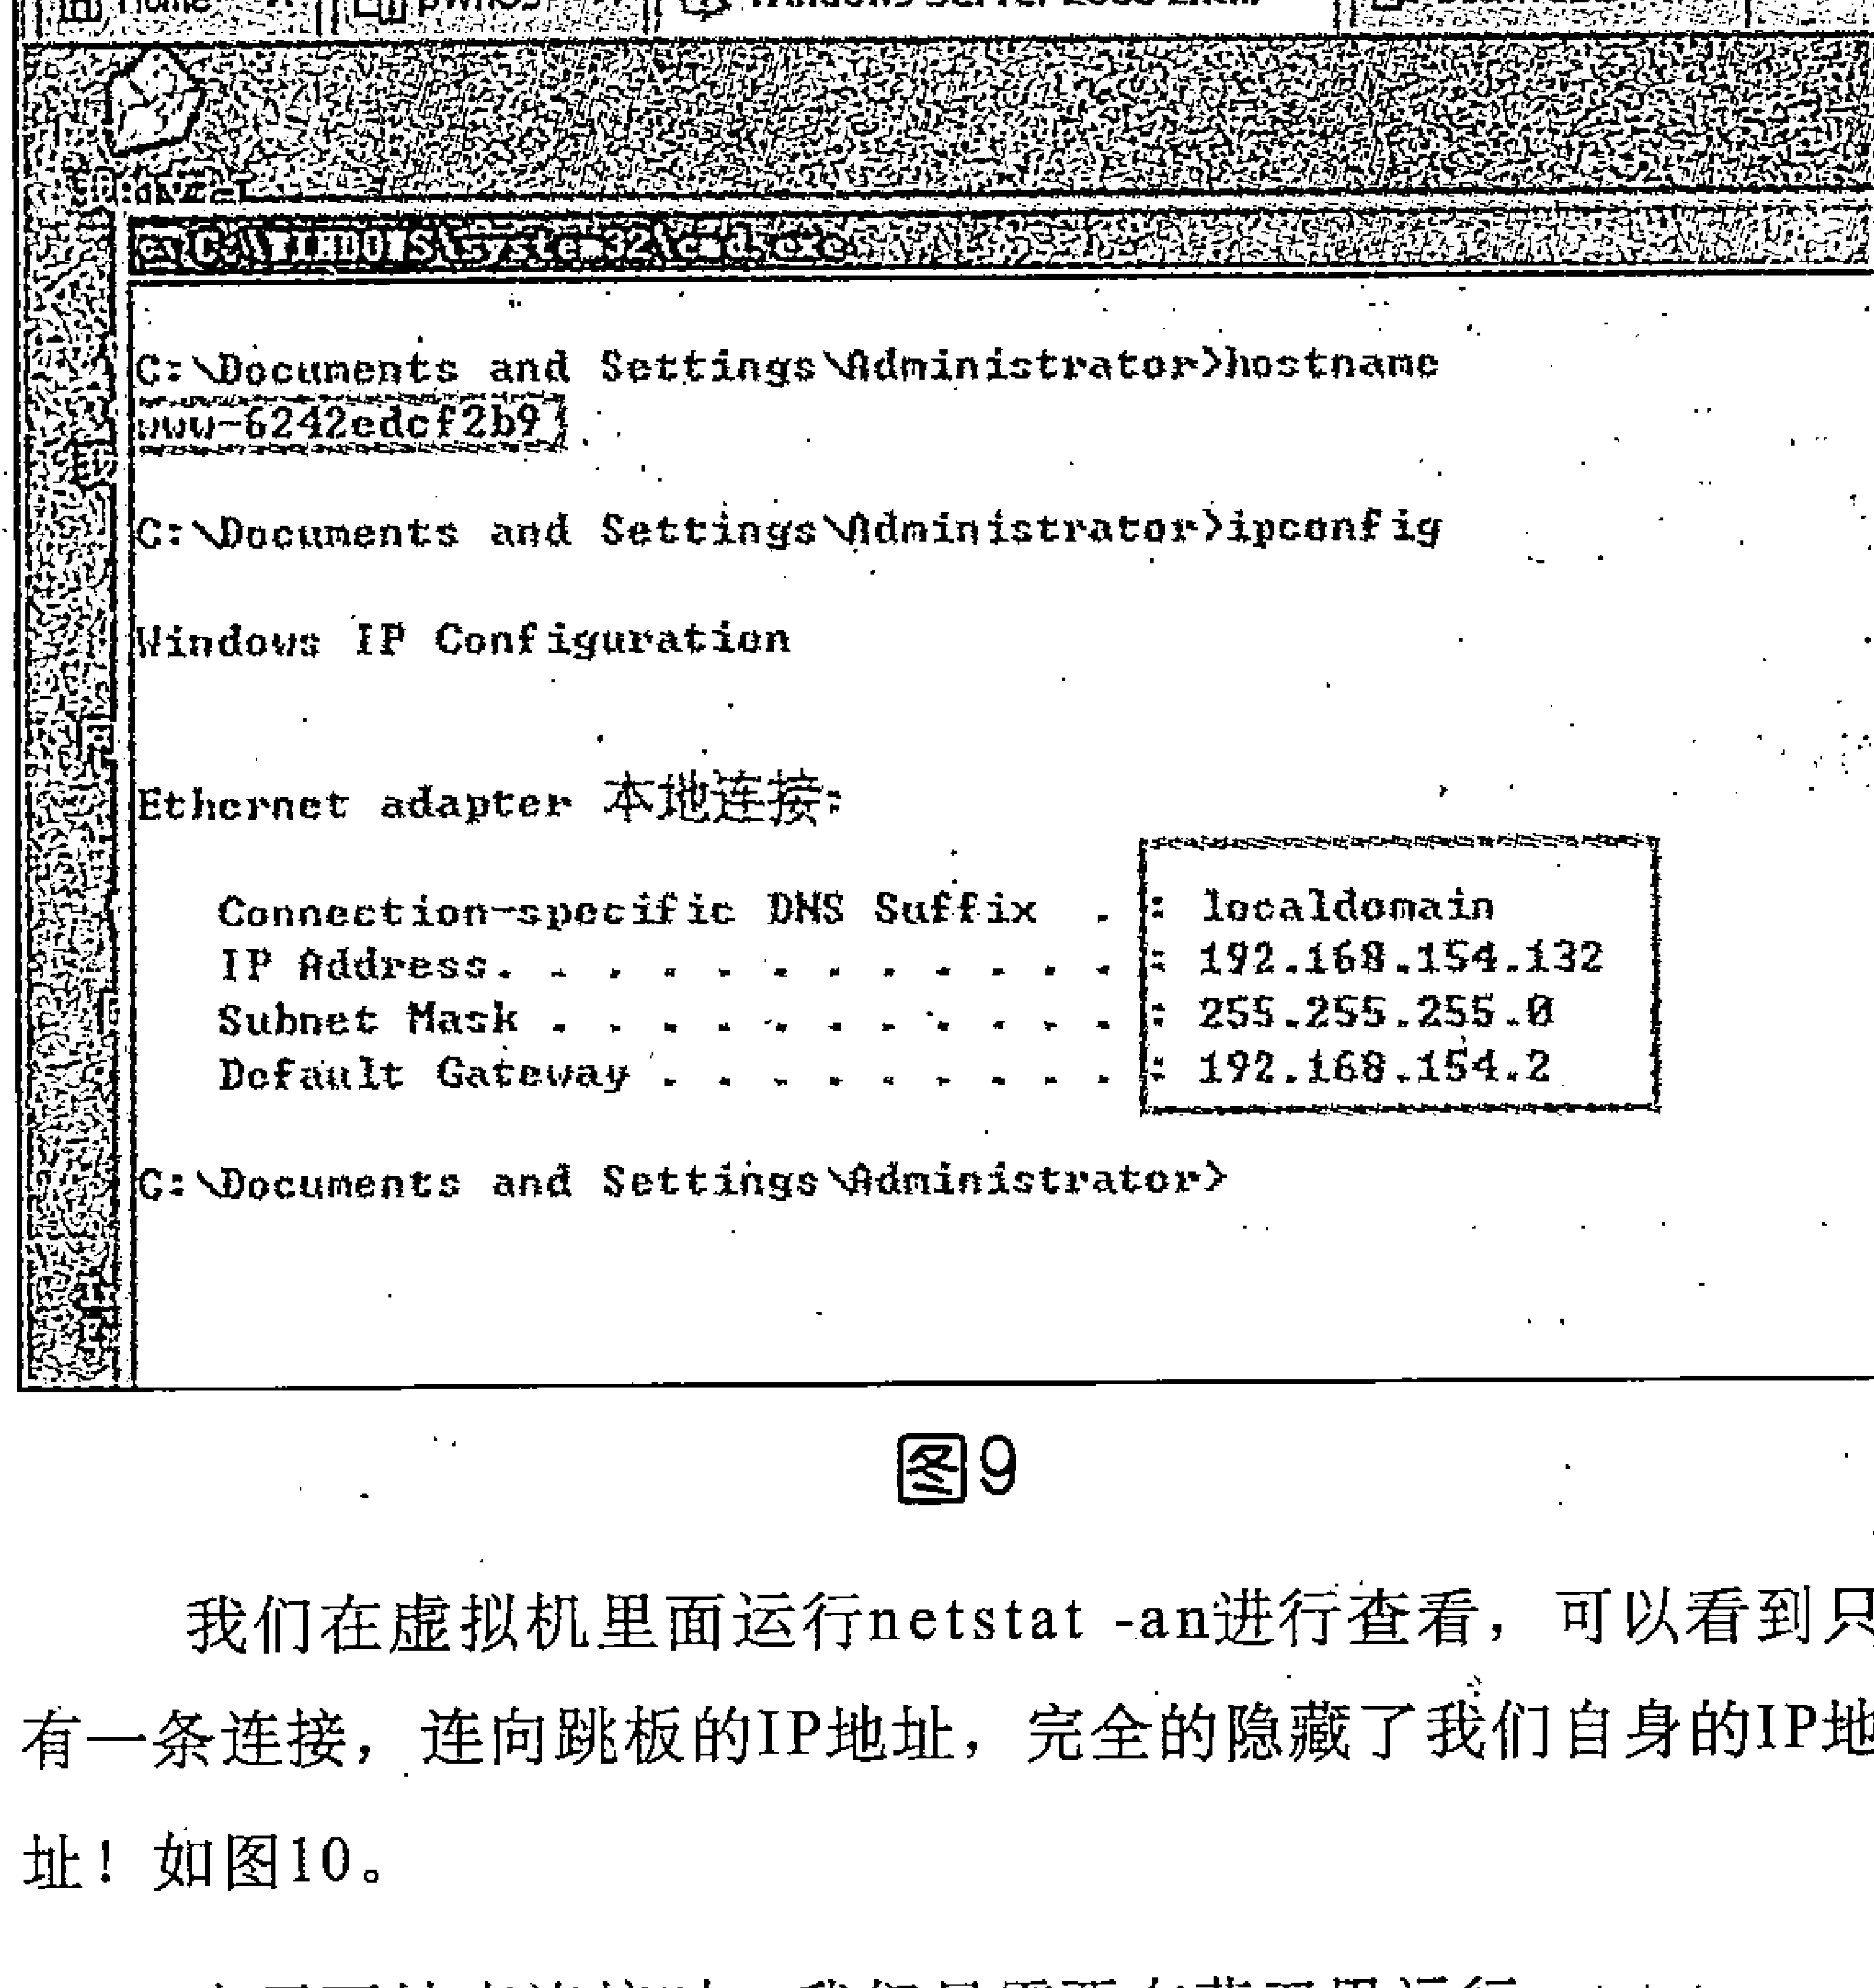 Home
C:\WINDOWS\system32\cmd.exe
C:\Documents and Settings\Administrator>hostname
www-6242edcf2b9
C:\Documents and Settings\Administrator>ipconfig
Windows IP Configuration
Ethernet adapter 本地连接:
Connection-specific DNS Suffix . : localdomain
IP Address. . . . . . . . . . . . : 192.168.154.132
Subnet Mask . . . . . . . . . . . : 255.255.255.0
Default Gateway . . . . . . . . . : 192.168.154.2
C:\Documents and Settings\Administrator>
图9
我们在虚拟机里面运行netstat -an进行查看，可以看到只
有一条连接，连向跳板的IP地址，完全的隐藏了我们自身的IP地
址！如图10。